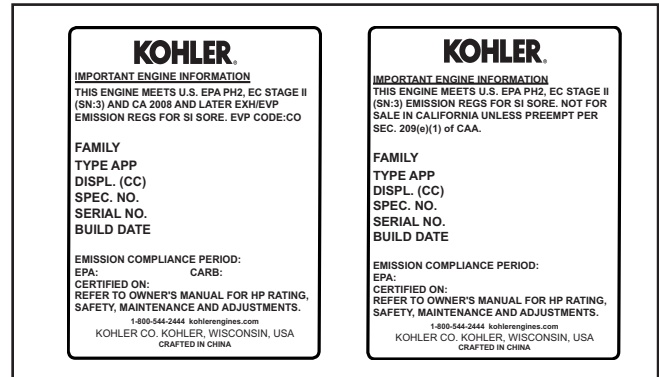 KOHLER®
IMPORTANT ENGINE INFORMATION
THIS ENGINE MEETS U.S. EPA PH2, EC STAGE II
(SN:3) AND CA 2008 AND LATER EXH/EVP
EMISSION REGS FOR SI SORE. EVP CODE:CO
FAMILY
TYPE APP
DISPL. (CC)
SPEC. NO.
SERIAL NO.
BUILD DATE
EMISSION COMPLIANCE PERIOD:
EPA: CARB:
CERTIFIED ON:
REFER TO OWNER'S MANUAL FOR HP RATING,
SAFETY, MAINTENANCE AND ADJUSTMENTS.
1-800-544-2444 kohlerengines.com
KOHLER CO. KOHLER, WISCONSIN, USA
CRAFTED IN CHINA
KOHLER®
IMPORTANT ENGINE INFORMATION
THIS ENGINE MEETS U.S. EPA PH2, EC STAGE II
(SN:3) EMISSION REGS FOR SI SORE. NOT FOR
SALE IN CALIFORNIA UNLESS PREEMPT PER
SEC. 209(e)(1) of CAA.
FAMILY
TYPE APP
DISPL. (CC)
SPEC. NO.
SERIAL NO.
BUILD DATE
EMISSION COMPLIANCE PERIOD:
EPA:
CERTIFIED ON:
REFER TO OWNER'S MANUAL FOR HP RATING,
SAFETY, MAINTENANCE AND ADJUSTMENTS.
1-800-544-2444 kohlerengines.com
KOHLER CO. KOHLER, WISCONSIN, USA
CRAFTED IN CHINA